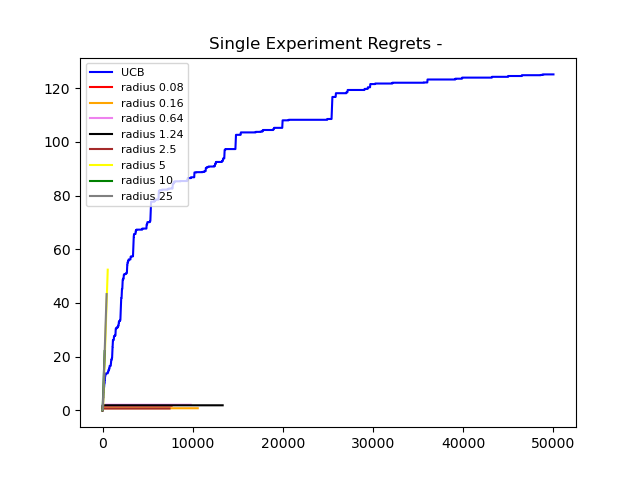 Single Experiment Regrets -
UCB
radius 0.08
radius 0.16
radius 0.64
radius 1.24
radius 2.5
radius 5
radius 10
radius 25
120
100
80
60
40
20
0
0 10000 20000 30000 40000 50000